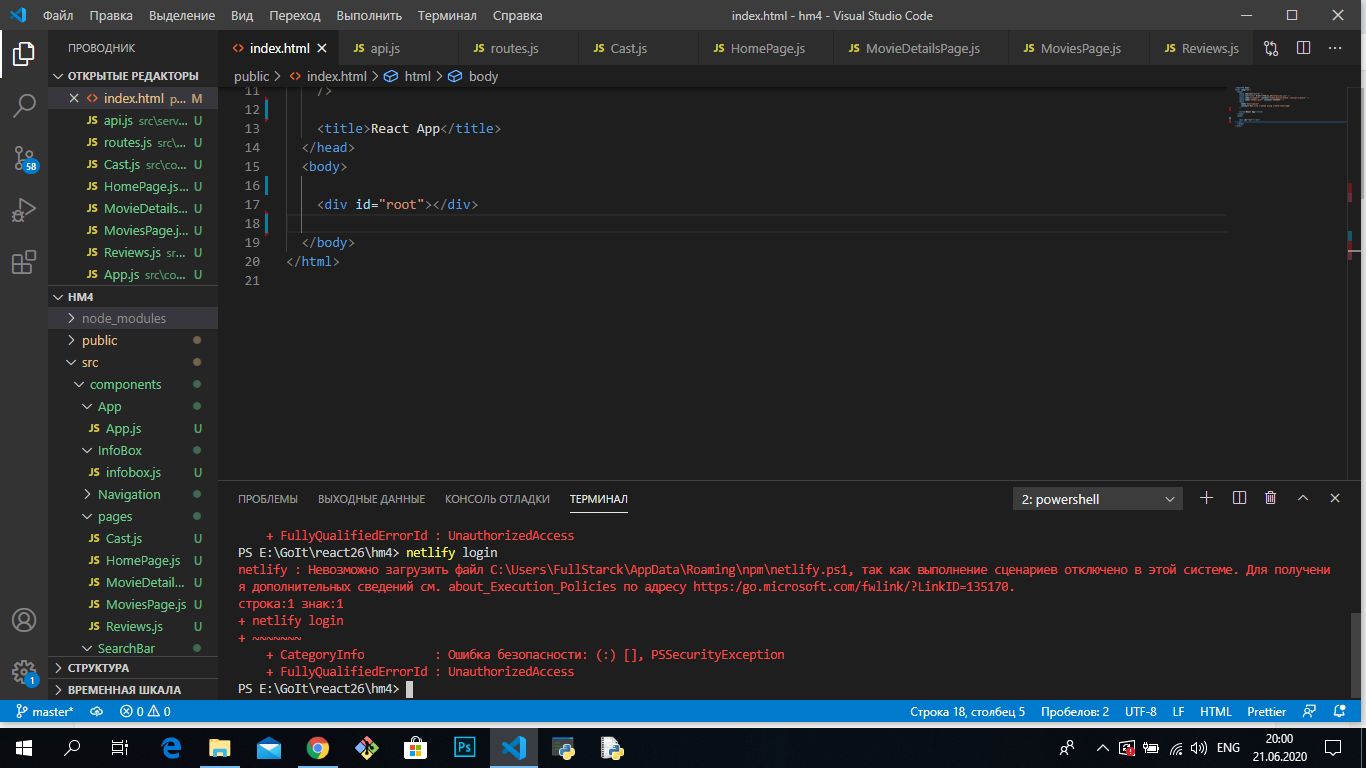 Файл Правка Выделение Вид Переход Выполнить Терминал Справка index.html - hm4 - Visual Studio Code
ПРОВОДНИК
ОТКРЫТЫЕ РЕДАКТОРЫ
index.html p... M
JS api.js src\serv... U
JS routes.js src\... U
JS Cast.js src\co... U
JS HomePage.js... U
JS MovieDetails... U
JS MoviesPage.j... U
JS Reviews.js sr... U
JS App.js src\co... U
HM4
node_modules
public
src
components
App
JS App.js U
InfoBox
JS infobox.js U
Navigation
pages
JS Cast.js U
JS HomePage.js U
JS MovieDetail... U
JS MoviesPage.js U
JS Reviews.js U
SearchBar
СТРУКТУРА
ВРЕМЕННАЯ ШКАЛА
58
1
index.html JS api.js JS routes.js JS Cast.js JS HomePage.js JS MovieDetailsPage.js JS MoviesPage.js JS Reviews.js
public > index.html > html > body
11 />
12
13 <title>React App</title>
14 </head>
15 <body>
16
17 <div id="root"></div>
18
19 </body>
20 </html>
21
ПРОБЛЕМЫ ВЫХОДНЫЕ ДАННЫЕ КОНСОЛЬ ОТЛАДКИ ТЕРМИНАЛ 2: powershell
+ FullyQualifiedErrorId : UnauthorizedAccess
PS E:\GoIt\react26\hm4> netlify login
netlify : Невозможно загрузить файл C:\Users\FullStarck\AppData\Roaming\npm\netlify.ps1, так как выполнение сценариев отключено в этой системе. Для получени
я дополнительных сведений см. about_Execution_Policies по адресу https:/go.microsoft.com/fwlink/?LinkID=135170.
строка:1 знак:1
+ netlify login
+ ~~~~~~~
+ CategoryInfo : Ошибка безопасности: (:) [], PSSecurityException
+ FullyQualifiedErrorId : UnauthorizedAccess
PS E:\GoIt\react26\hm4>
master* 0 0 Строка 18, столбец 5 Пробелов: 2 UTF-8 LF HTML Prettier
Ps ENG 20:00
21.06.2020